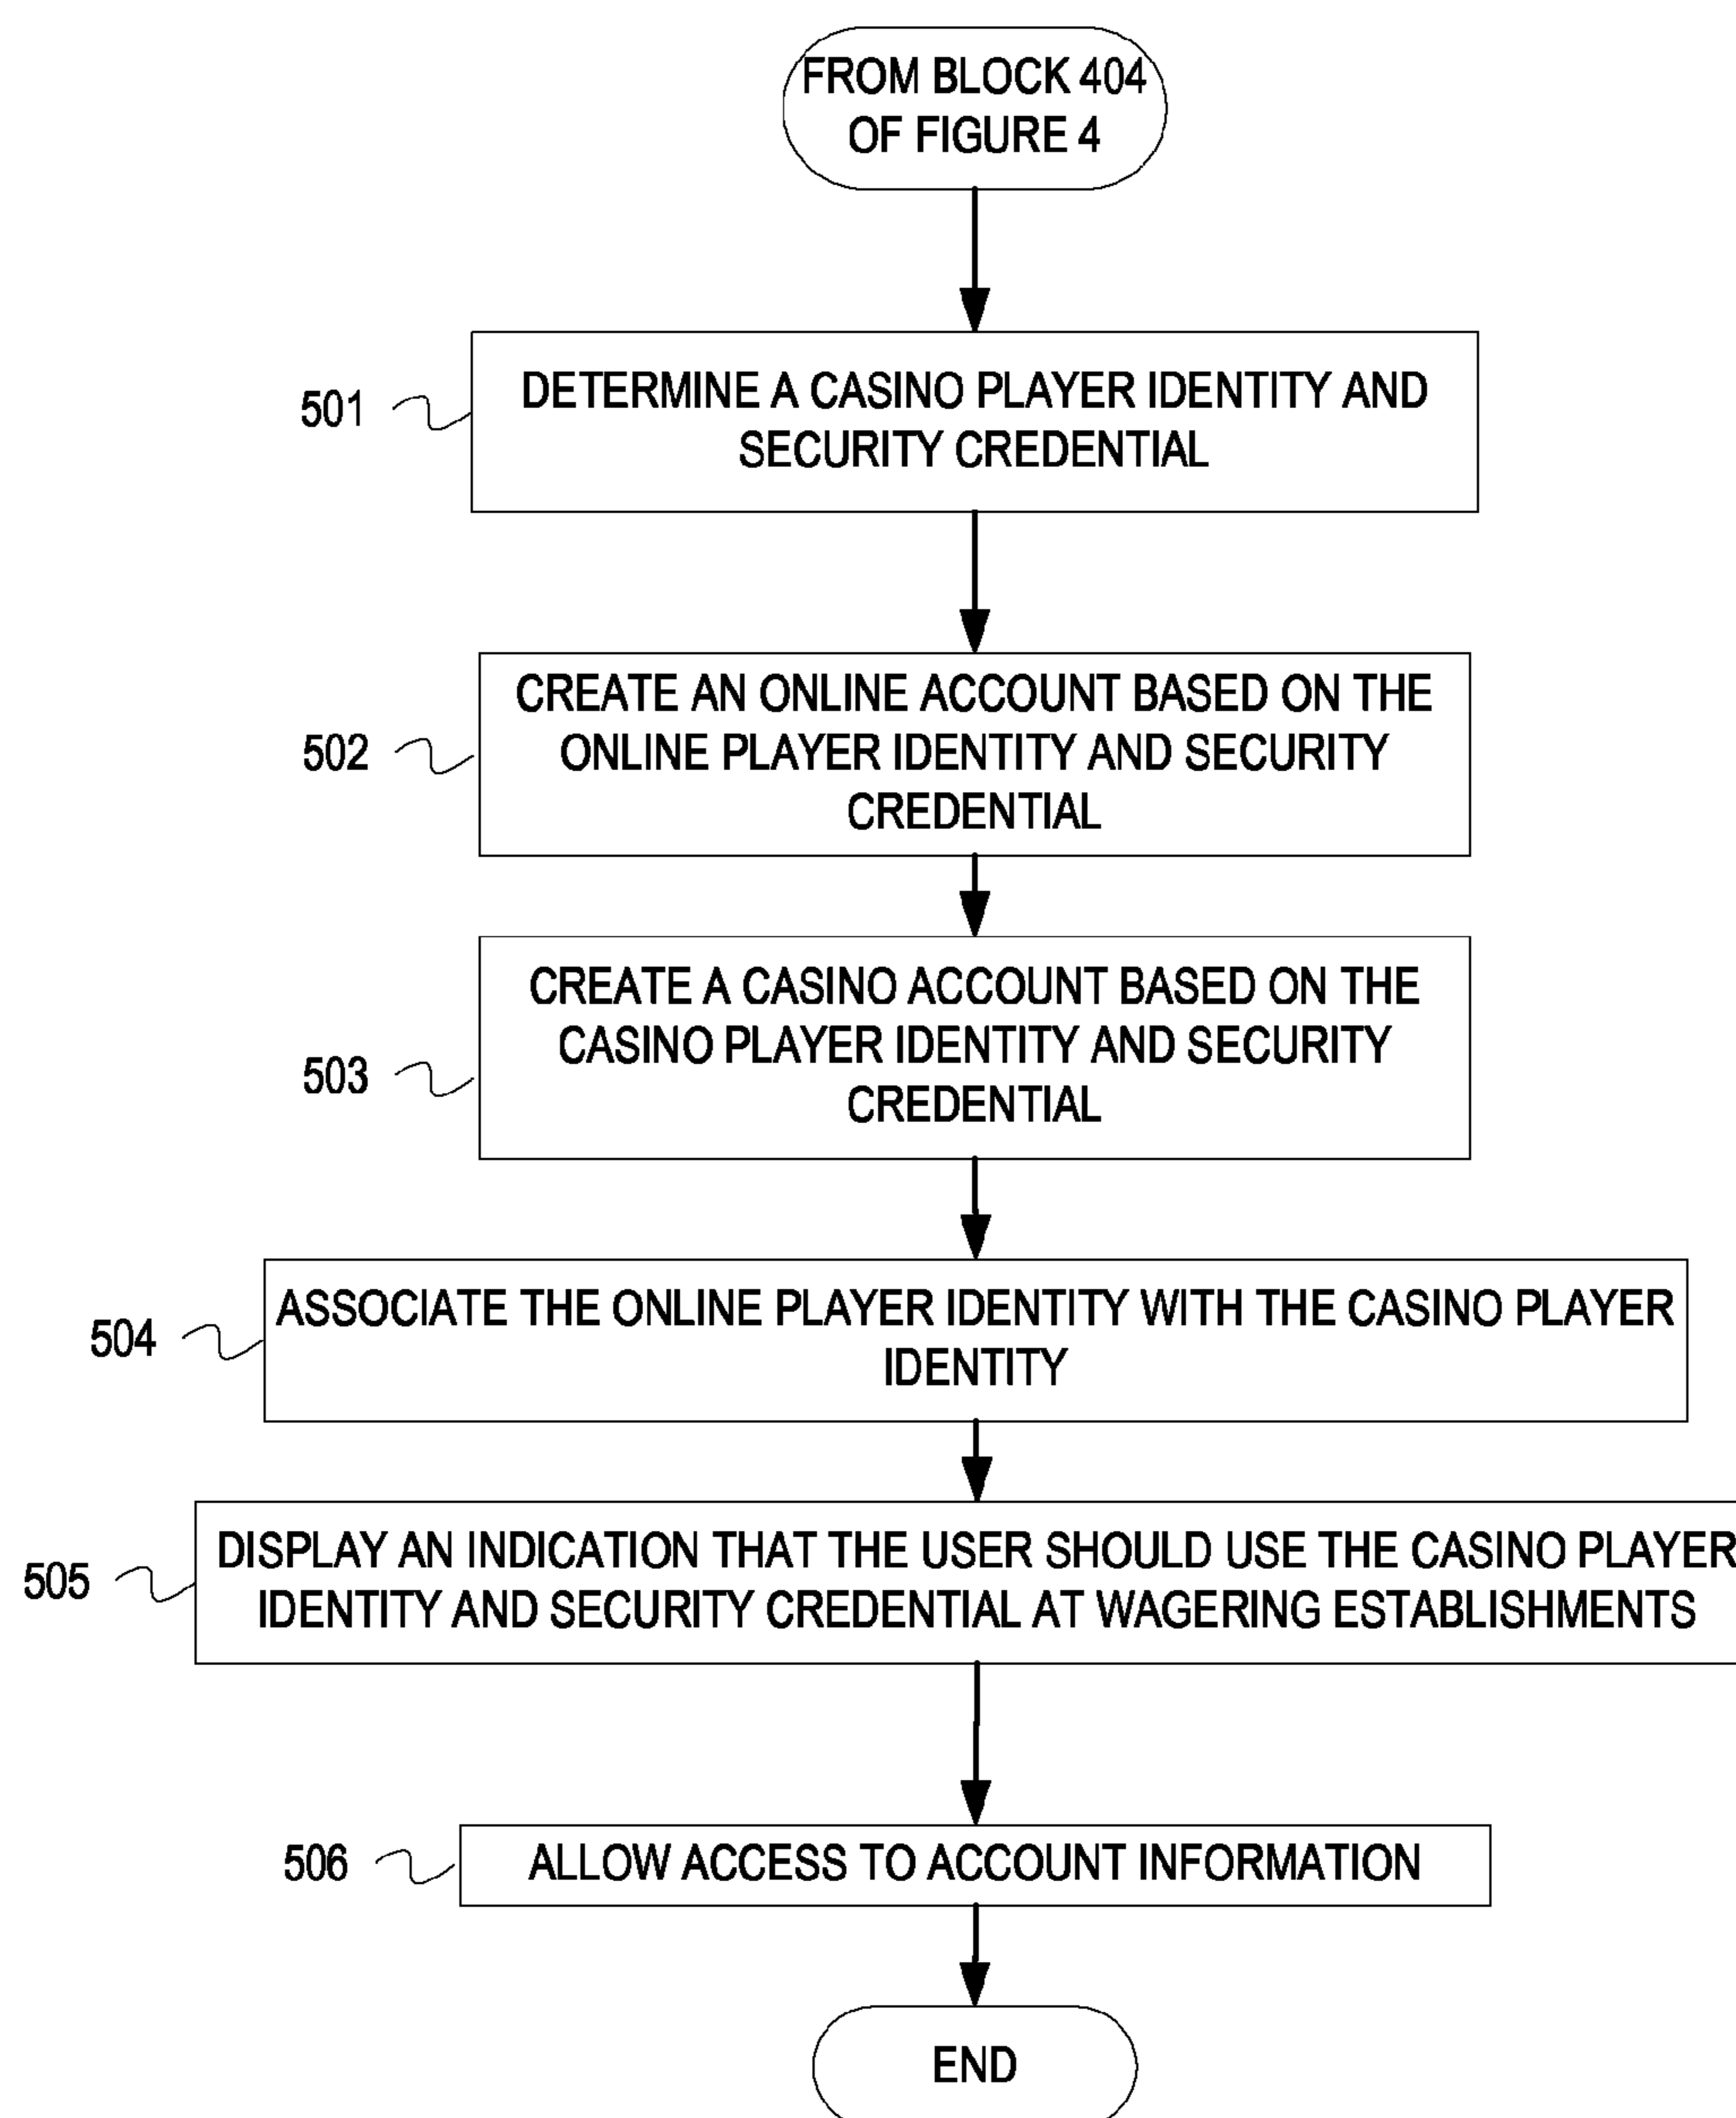 FROM BLOCK 404
OF FIGURE 4
501
DETERMINE A CASINO PLAYER IDENTITY AND
SECURITY CREDENTIAL
502
CREATE AN ONLINE ACCOUNT BASED ON THE
ONLINE PLAYER IDENTITY AND SECURITY
CREDENTIAL
503
CREATE A CASINO ACCOUNT BASED ON THE
CASINO PLAYER IDENTITY AND SECURITY
CREDENTIAL
504
ASSOCIATE THE ONLINE PLAYER IDENTITY WITH THE CASINO PLAYER
IDENTITY
505
DISPLAY AN INDICATION THAT THE USER SHOULD USE THE CASINO PLAYER
IDENTITY AND SECURITY CREDENTIAL AT WAGERING ESTABLISHMENTS
506
ALLOW ACCESS TO ACCOUNT INFORMATION
END